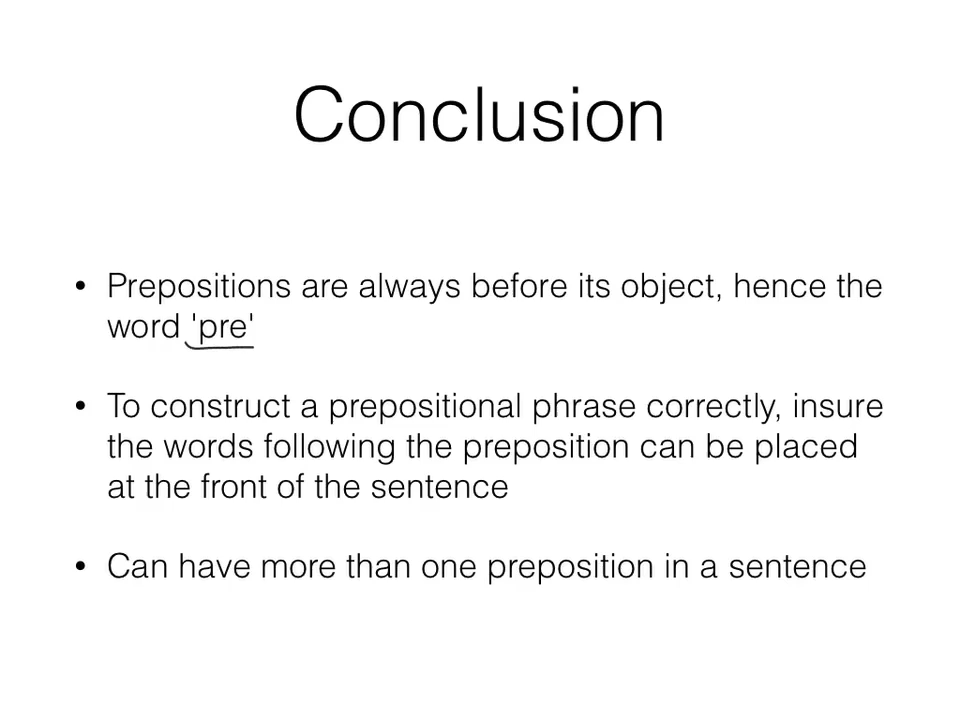 Conclusion
• Prepositions are always before its object, hence the
word 'pre'
• To construct a prepositional phrase correctly, insure
the words following the preposition can be placed
at the front of the sentence
• Can have more than one preposition in a sentence